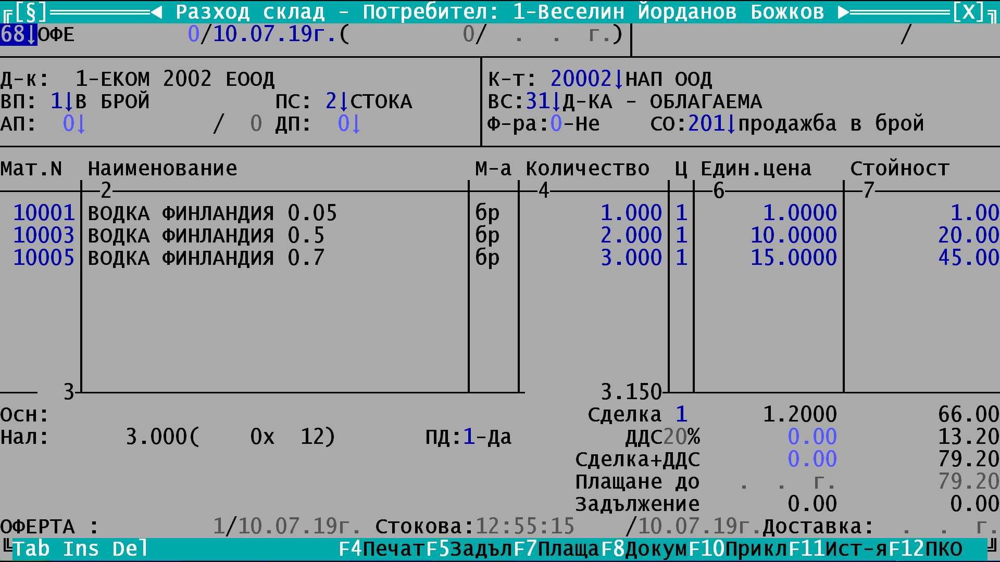 [§] Разход склад - Потребител: 1-Веселин Йорданов Божков [X]
68↓ОФЕ 0/10.07.19г.( 0/ . . г.) /
Д-к: 1-ЕКОМ 2002 ЕООД К-т: 20002↓НАП ООД
ВП: 1↓В БРОЙ ПС: 2↓СТОКА ВС:31↓Д-КА - ОБЛАГАЕМА
АП: 0↓ / 0 ДП: 0↓ Ф-ра:0-Не СО:201↓продажба в брой
Мат.N Наименование М-а Количество Ц Един.цена Стойност
2 4 6 7
10001 ВОДКА ФИНЛАНДИЯ 0.05 бр 1.000 1 1.0000 1.00
10003 ВОДКА ФИНЛАНДИЯ 0.5 бр 2.000 1 10.0000 20.00
10005 ВОДКА ФИНЛАНДИЯ 0.7 бр 3.000 1 15.0000 45.00
3 3.150
Осн: Сделка 1 1.2000 66.00
Нал: 3.000( 0x 12) ПД:1-Да ДДС20% 0.00 13.20
Сделка+ДДС 0.00 79.20
Плащане до . . г. 79.20
Задължение 0.00 0.00
ОФЕРТА : 1/10.07.19г. Стокова:12:55:15 /10.07.19г.Доставка: . . г.
Tab Ins Del F4ПечатF5ЗадълF7ПлащаF8ДокумF10ПриклF11Ист-яF12ПКО